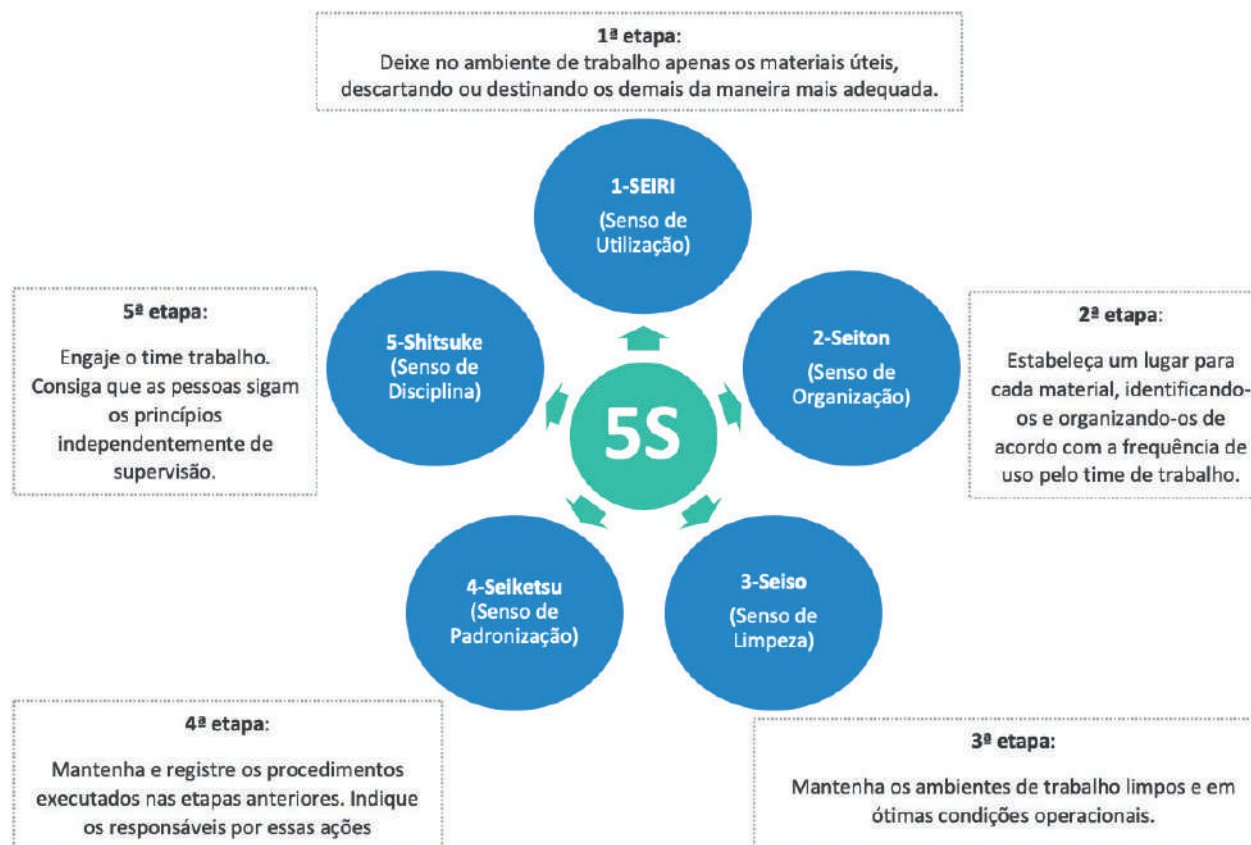 1ª etapa:
Deixe no ambiente de trabalho apenas os materiais úteis,
descartando ou destinando os demais da maneira mais adequada.
1-SEIRI
(Senso de
Utilização)
5ª etapa:
Engaje o time trabalho.
Consiga que as pessoas sigam
os princípios
independentemente de
supervisão.
5-Shitsuke
(Senso de
Disciplina)
5S
2-Seiton
(Senso de
Organização)
2ª etapa:
Estabeleça um lugar para
cada material, identificando-
os e organizando-os de
acordo com a frequência de
uso pelo time de trabalho.
4-Seiketsu
(Senso de
Padronização)
3-Seiso
(Senso de
Limpeza)
4ª etapa:
Mantenha e registre os procedimentos
executados nas etapas anteriores. Indique
os responsáveis por essas ações
3ª etapa:
Mantenha os ambientes de trabalho limpos e em
ótimas condições operacionais.